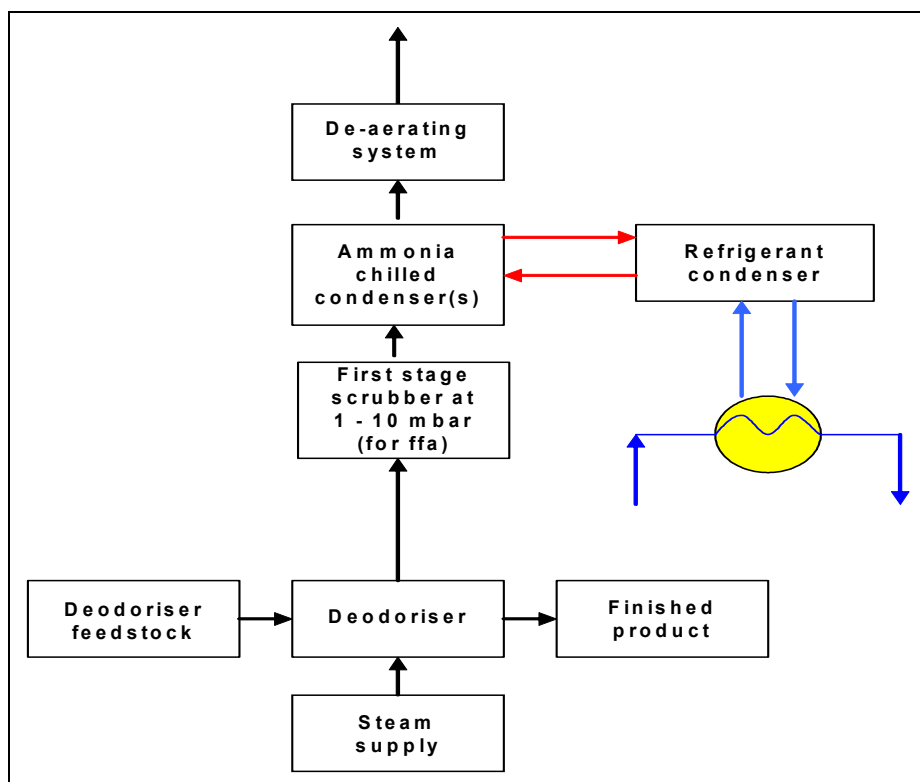 De-aerating
system
Ammonia
chilled
condenser(s)
Refrigerant
condenser
First stage
scrubber at
1 - 10 mbar
(for ffa)
Deodoriser
feedstock
Deodoriser
Finished
product
Steam
supply